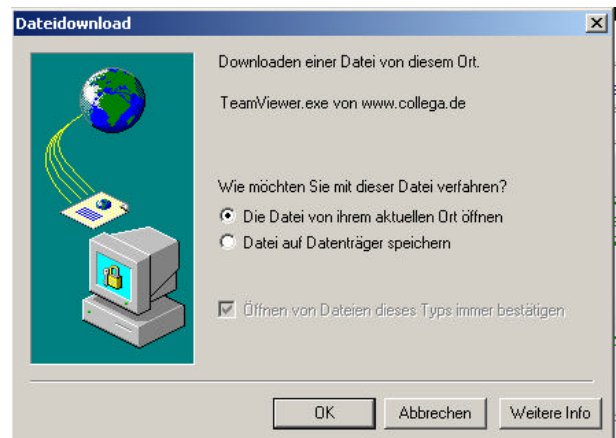 Dateidownload
Downloaden einer Datei von diesem Ort.
TeamViewer.exe von www.collega.de
Wie möchten Sie mit dieser Datei verfahren?
Die Datei von ihrem aktuellen Ort öffnen
Datei auf Datenträger speichern
Öffnen von Dateien dieses Typs immer bestätigen
OK Abbrechen Weitere Info